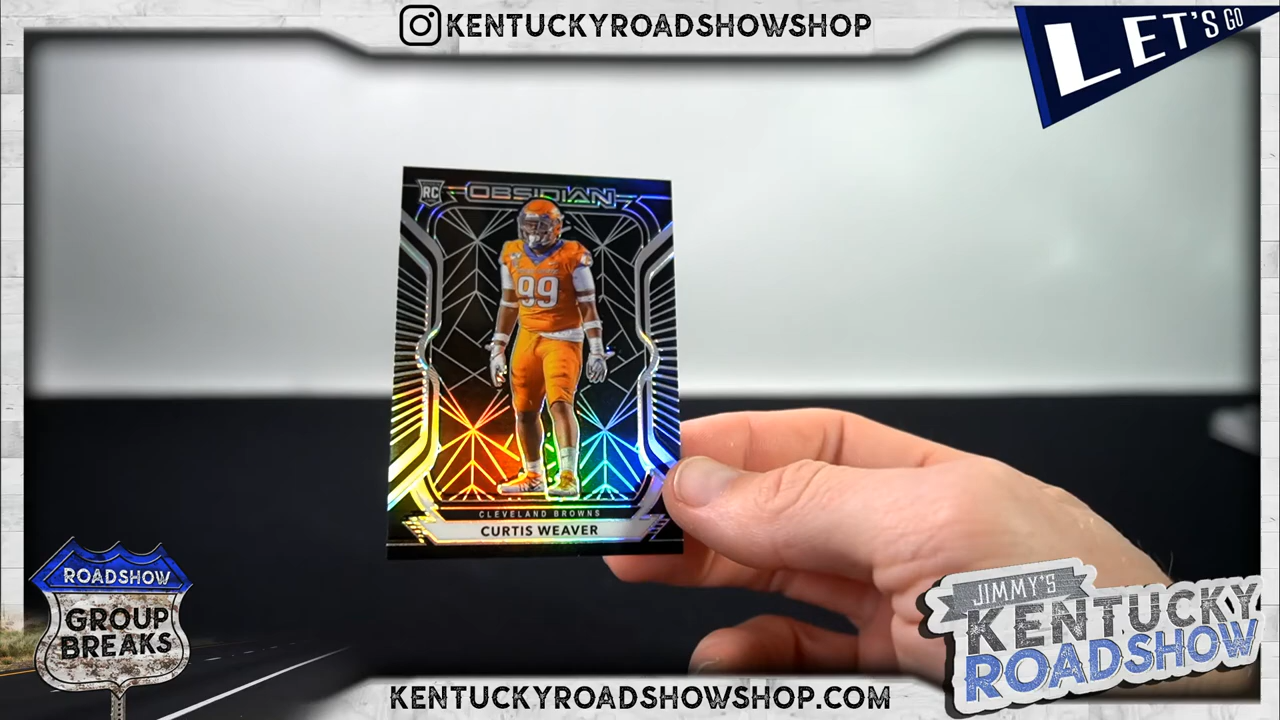 KENTUCKYROADSHOWSHOP
LET'S GO
RC
OBSIDIAN
99
CLEVELAND BROWNS
CURTIS WEAVER
ROADSHOW
GROUP
BREAKS
JIMMY'S
KENTUCKY
ROADSHOW
KENTUCKYROADSHOWSHOP.COM